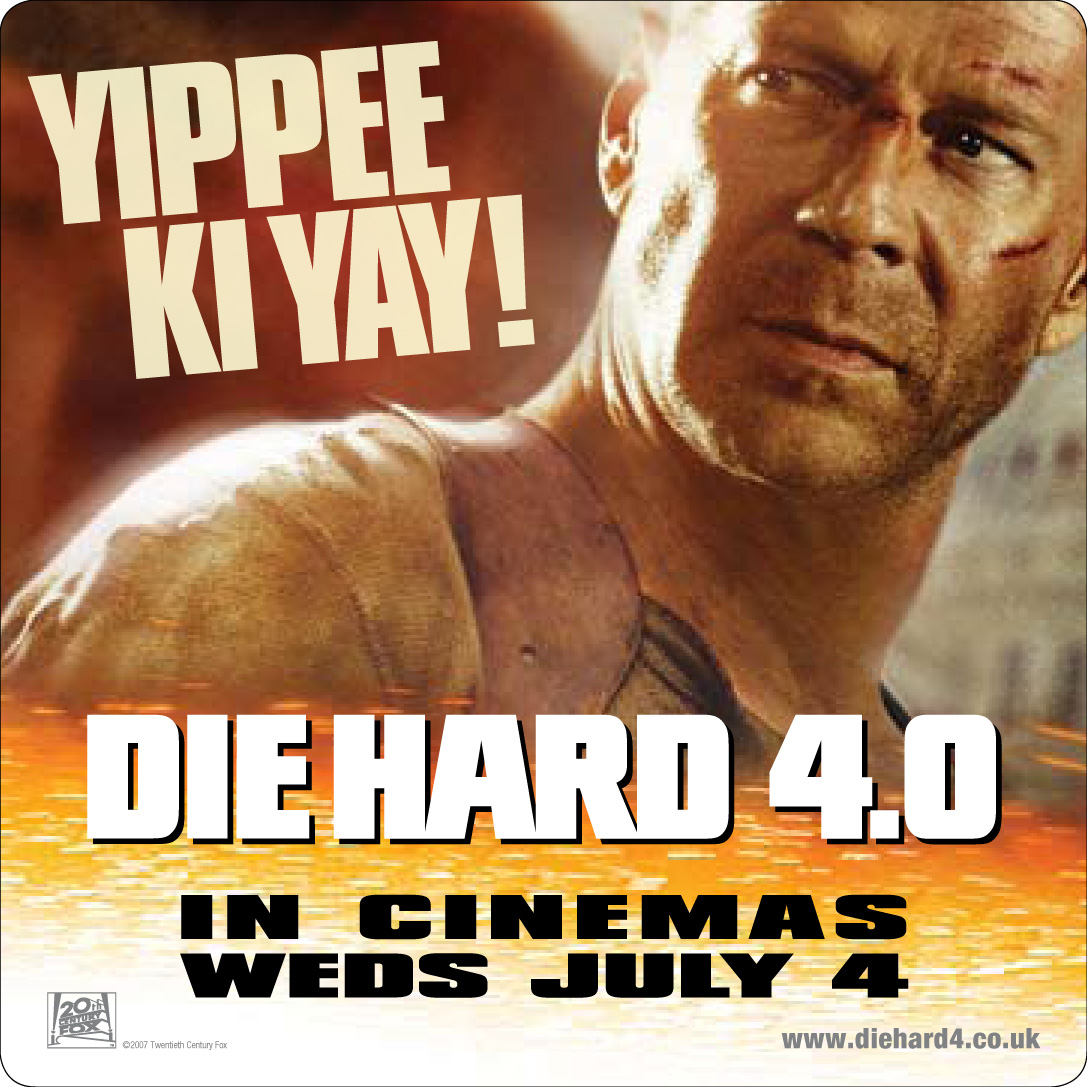 YIPPEE
KI YAY!
DIE HARD 4.0
IN CINEMAS
WEDS JULY 4
20th
CENTURY
FOX
©2007 Twentieth Century Fox
www.diehard4.co.uk